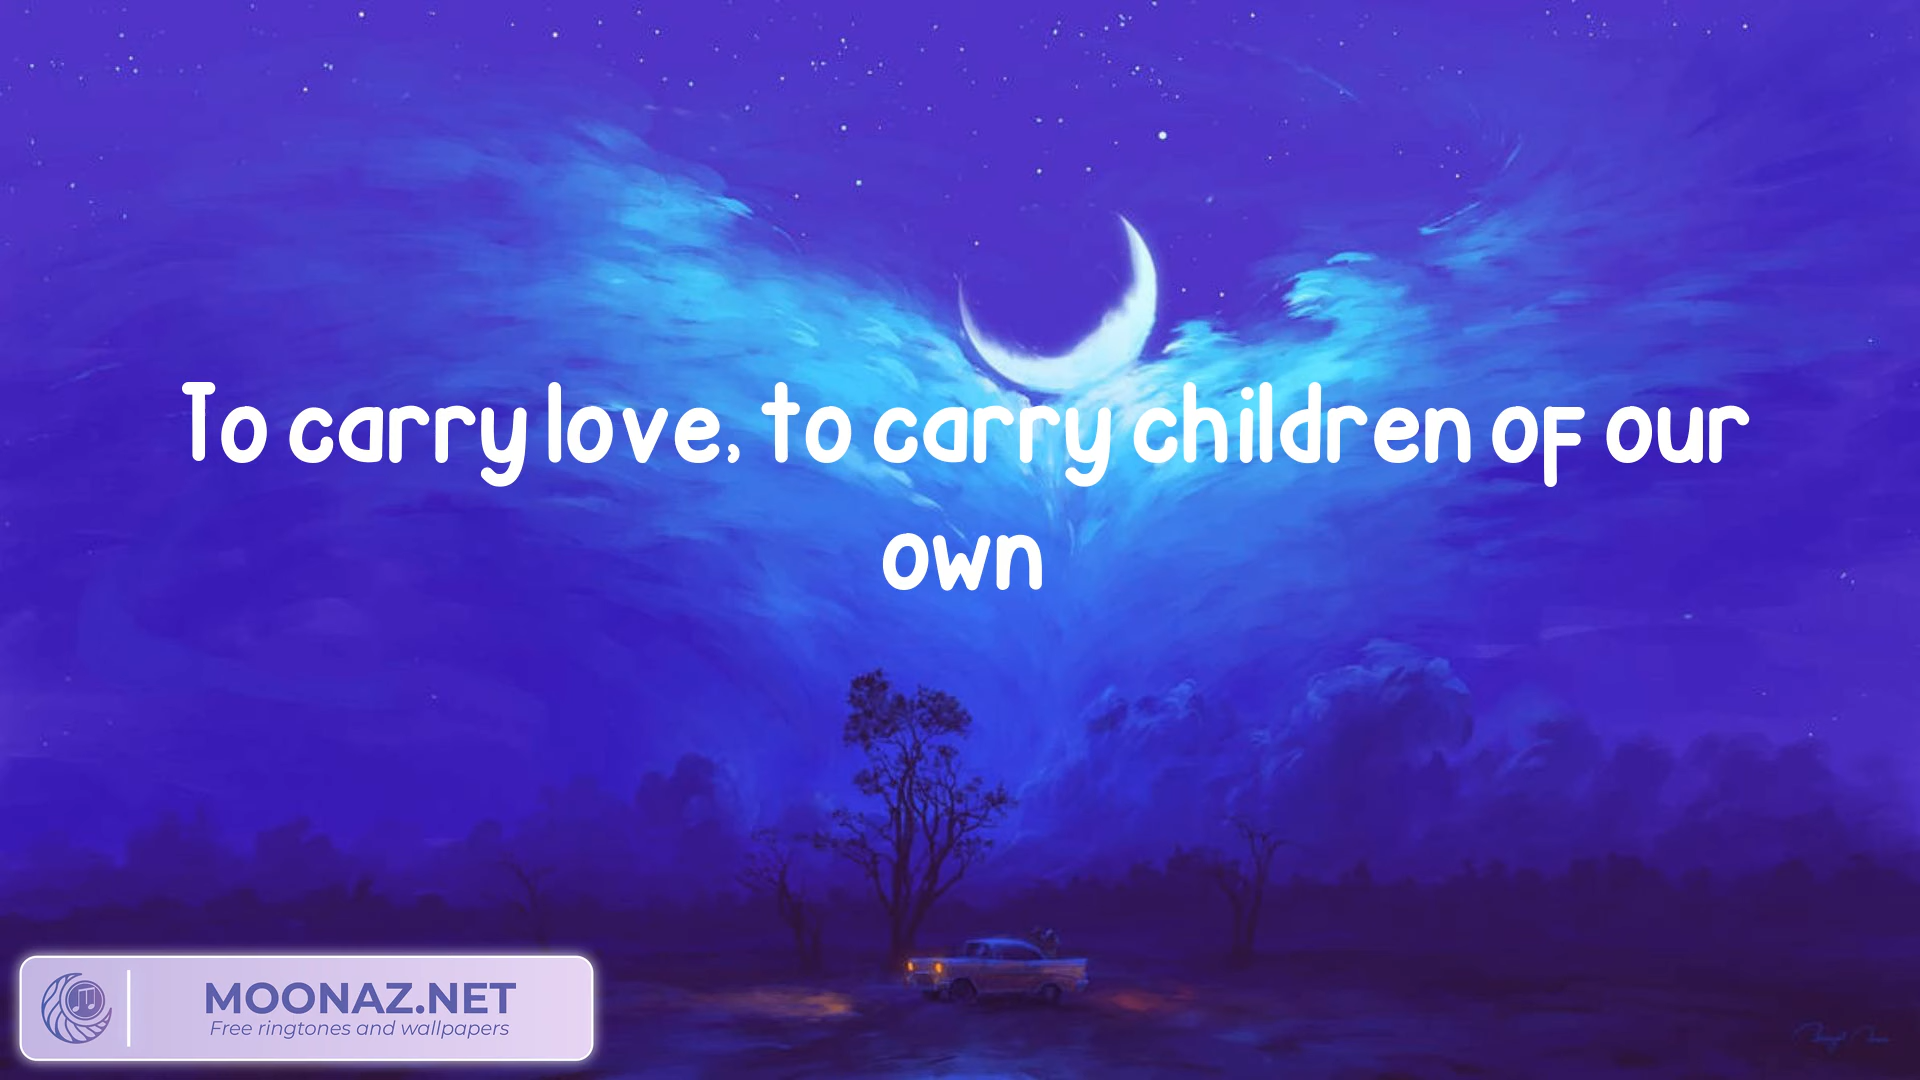 To carry love, to carry children of our
own
MOONAZ.NET
Free ringtones and wallpapers